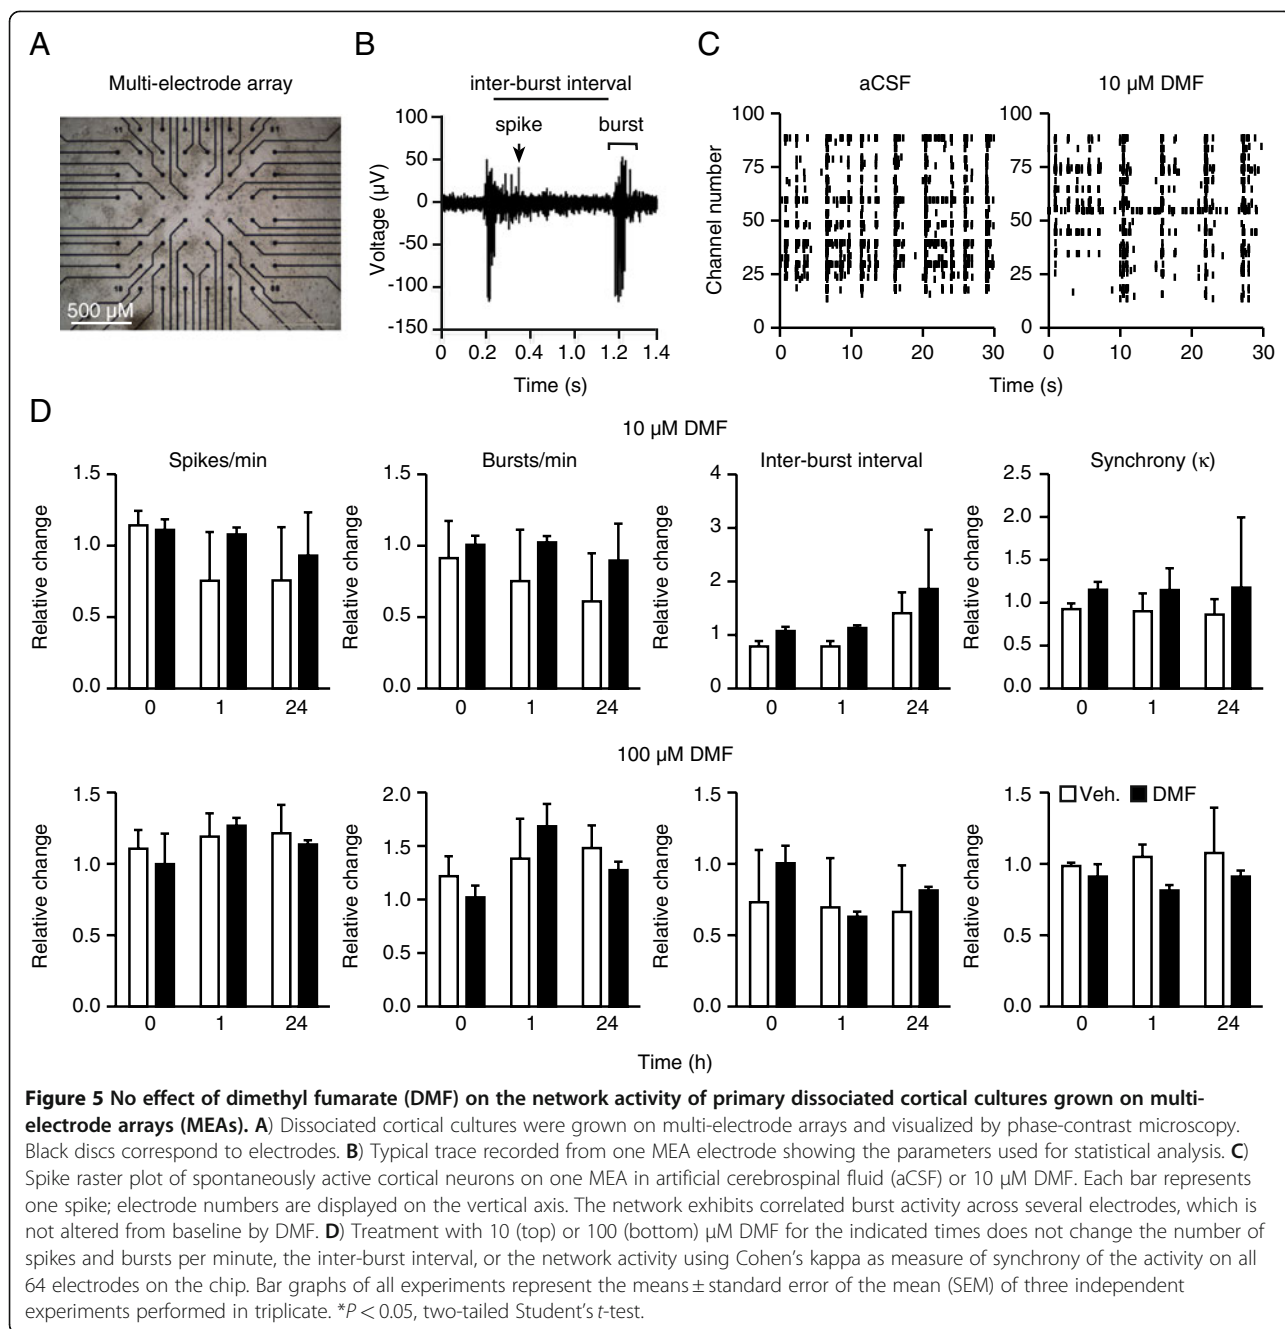 A
Multi-electrode array
500 µM
B
inter-burst interval
spike
burst
Voltage (µV)
100
50
0
-50
-100
-150
0 0.2 0.4 1.0 1.2 1.4
Time (s)
C
aCSF
10 µM DMF
Channel number
100
75
50
25
0
0 10 20 30
100
75
50
25
0
0 10 20 30
Time (s)
D
10 µM DMF
Spikes/min
Relative change
1.5
1.0
0.5
0.0
0 1 24
Bursts/min
Relative change
1.5
1.0
0.5
0.0
0 1 24
Inter-burst interval
Relative change
4
3
2
1
0
0 1 24
Synchrony (κ)
Relative change
2.5
2.0
1.5
1.0
0.5
0.0
0 1 24
100 µM DMF
Relative change
1.5
1.0
0.5
0.0
0 1 24
Relative change
2.0
1.5
1.0
0.5
0.0
0 1 24
Relative change
1.5
1.0
0.5
0.0
0 1 24
Relative change
1.5
1.0
0.5
0.0
Veh. DMF
0 1 24
Time (h)
Figure 5 No effect of dimethyl fumarate (DMF) on the network activity of primary dissociated cortical cultures grown on multi-
electrode arrays (MEAs). A) Dissociated cortical cultures were grown on multi-electrode arrays and visualized by phase-contrast microscopy.
Black discs correspond to electrodes. B) Typical trace recorded from one MEA electrode showing the parameters used for statistical analysis. C)
Spike raster plot of spontaneously active cortical neurons on one MEA in artificial cerebrospinal fluid (aCSF) or 10 µM DMF. Each bar represents
one spike; electrode numbers are displayed on the vertical axis. The network exhibits correlated burst activity across several electrodes, which is
not altered from baseline by DMF. D) Treatment with 10 (top) or 100 (bottom) µM DMF for the indicated times does not change the number of
spikes and bursts per minute, the inter-burst interval, or the network activity using Cohen's kappa as measure of synchrony of the activity on all
64 electrodes on the chip. Bar graphs of all experiments represent the means ± standard error of the mean (SEM) of three independent
experiments performed in triplicate. *P < 0.05, two-tailed Student's t-test.